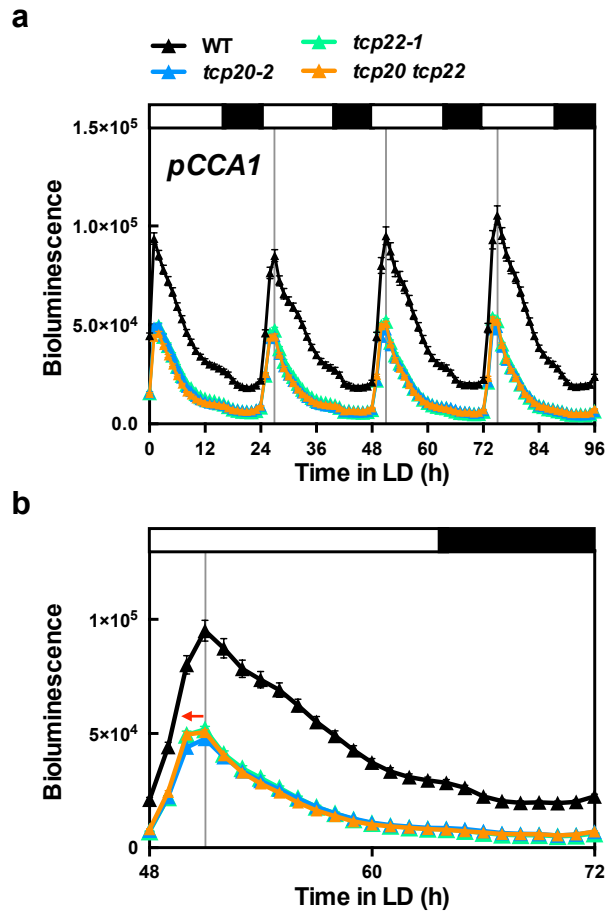 a
WT
tcp22-1
tcp20-2
tcp20 tcp22
pCCA1
Bioluminescence
1.5×10⁵
1.0×10⁵
5.0×10⁴
0.0
0 12 24 36 48 60 72 84 96
Time in LD (h)
b
Bioluminescence
1×10⁵
5×10⁴
0
48 60 72
Time in LD (h)